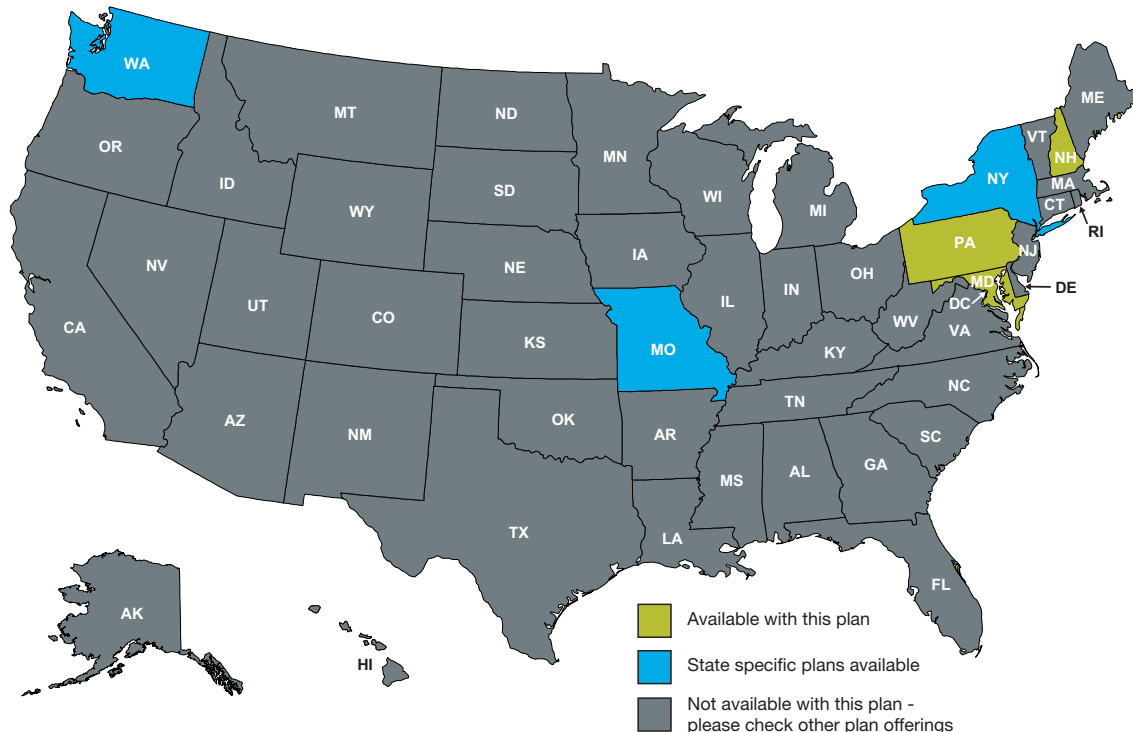 WA
MT
ND
ME
OR
MN
VT
NH
ID
SD
WI
NY
MA
WY
MI
CT
RI
IA
PA
NE
NJ
NV
OH
MD
DE
UT
IL
IN
DC
CA
CO
WV
KS
MO
KY
VA
NC
TN
AZ
OK
NM
AR
SC
MS
AL
GA
TX
LA
FL
AK
HI
Available with this plan
State specific plans available
Not available with this plan -
please check other plan offerings